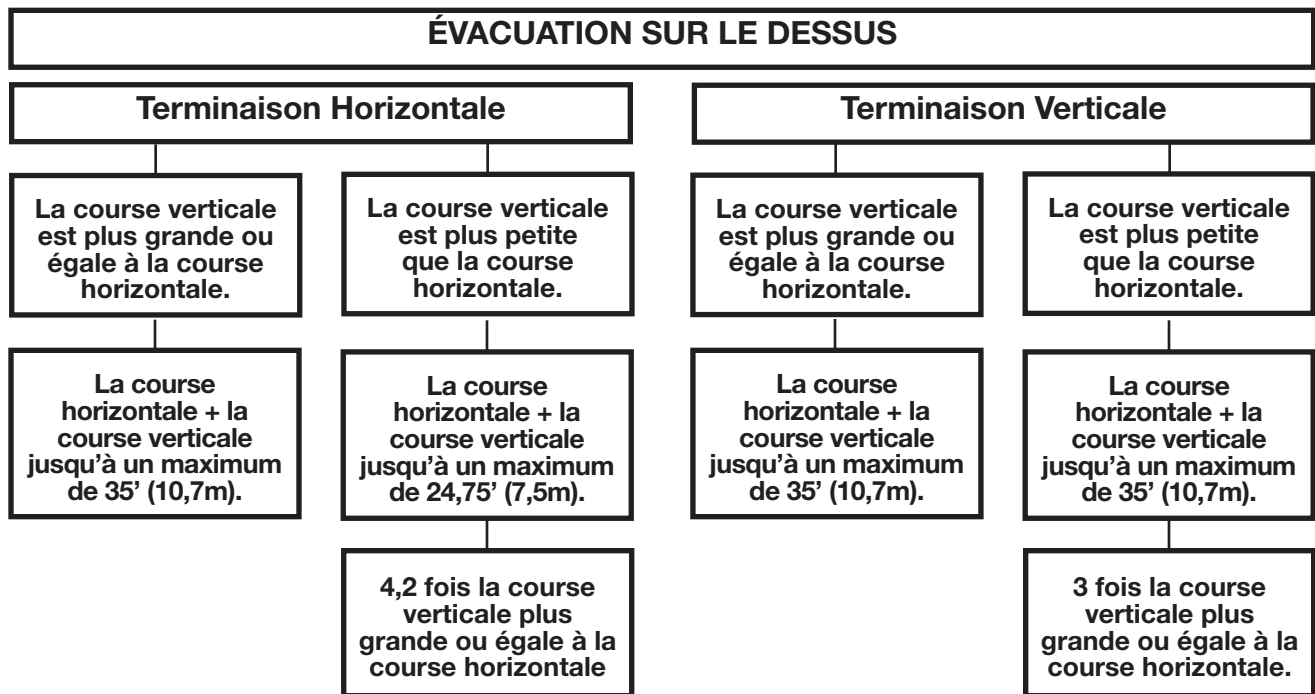 ÉVACUATION SUR LE DESSUS
Terminaison Horizontale
La course verticale
est plus grande ou
égale à la course
horizontale.
La course
horizontale + la
course verticale
jusqu’à un maximum
de 35’ (10,7m).
La course verticale
est plus petite
que la course
horizontale.
La course
horizontale + la
course verticale
jusqu’à un maximum
de 24,75’ (7,5m).
4,2 fois la course
verticale plus
grande ou égale à la
course horizontale
Terminaison Verticale
La course verticale
est plus grande ou
égale à la course
horizontale.
La course
horizontale + la
course verticale
jusqu’à un maximum
de 35’ (10,7m).
La course verticale
est plus petite
que la course
horizontale.
La course
horizontale + la
course verticale
jusqu’à un maximum
de 35’ (10,7m).
3 fois la course
verticale plus
grande ou égale à la
course horizontale.